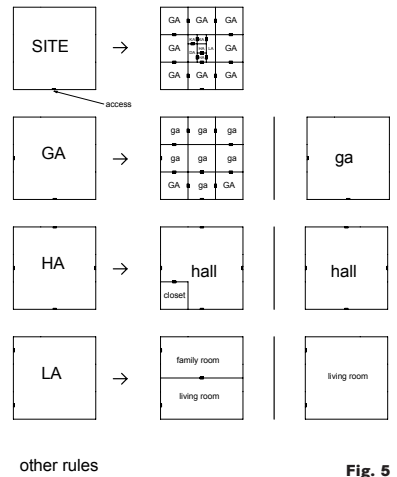 SITE
→
GA GA GA
GA GA
GA GA GA
access
GA
→
ga ga ga
ga ga ga
GA ga GA
ga
HA
→
hall
closet
hall
LA
→
family room
living room
living room
other rules
Fig. 5